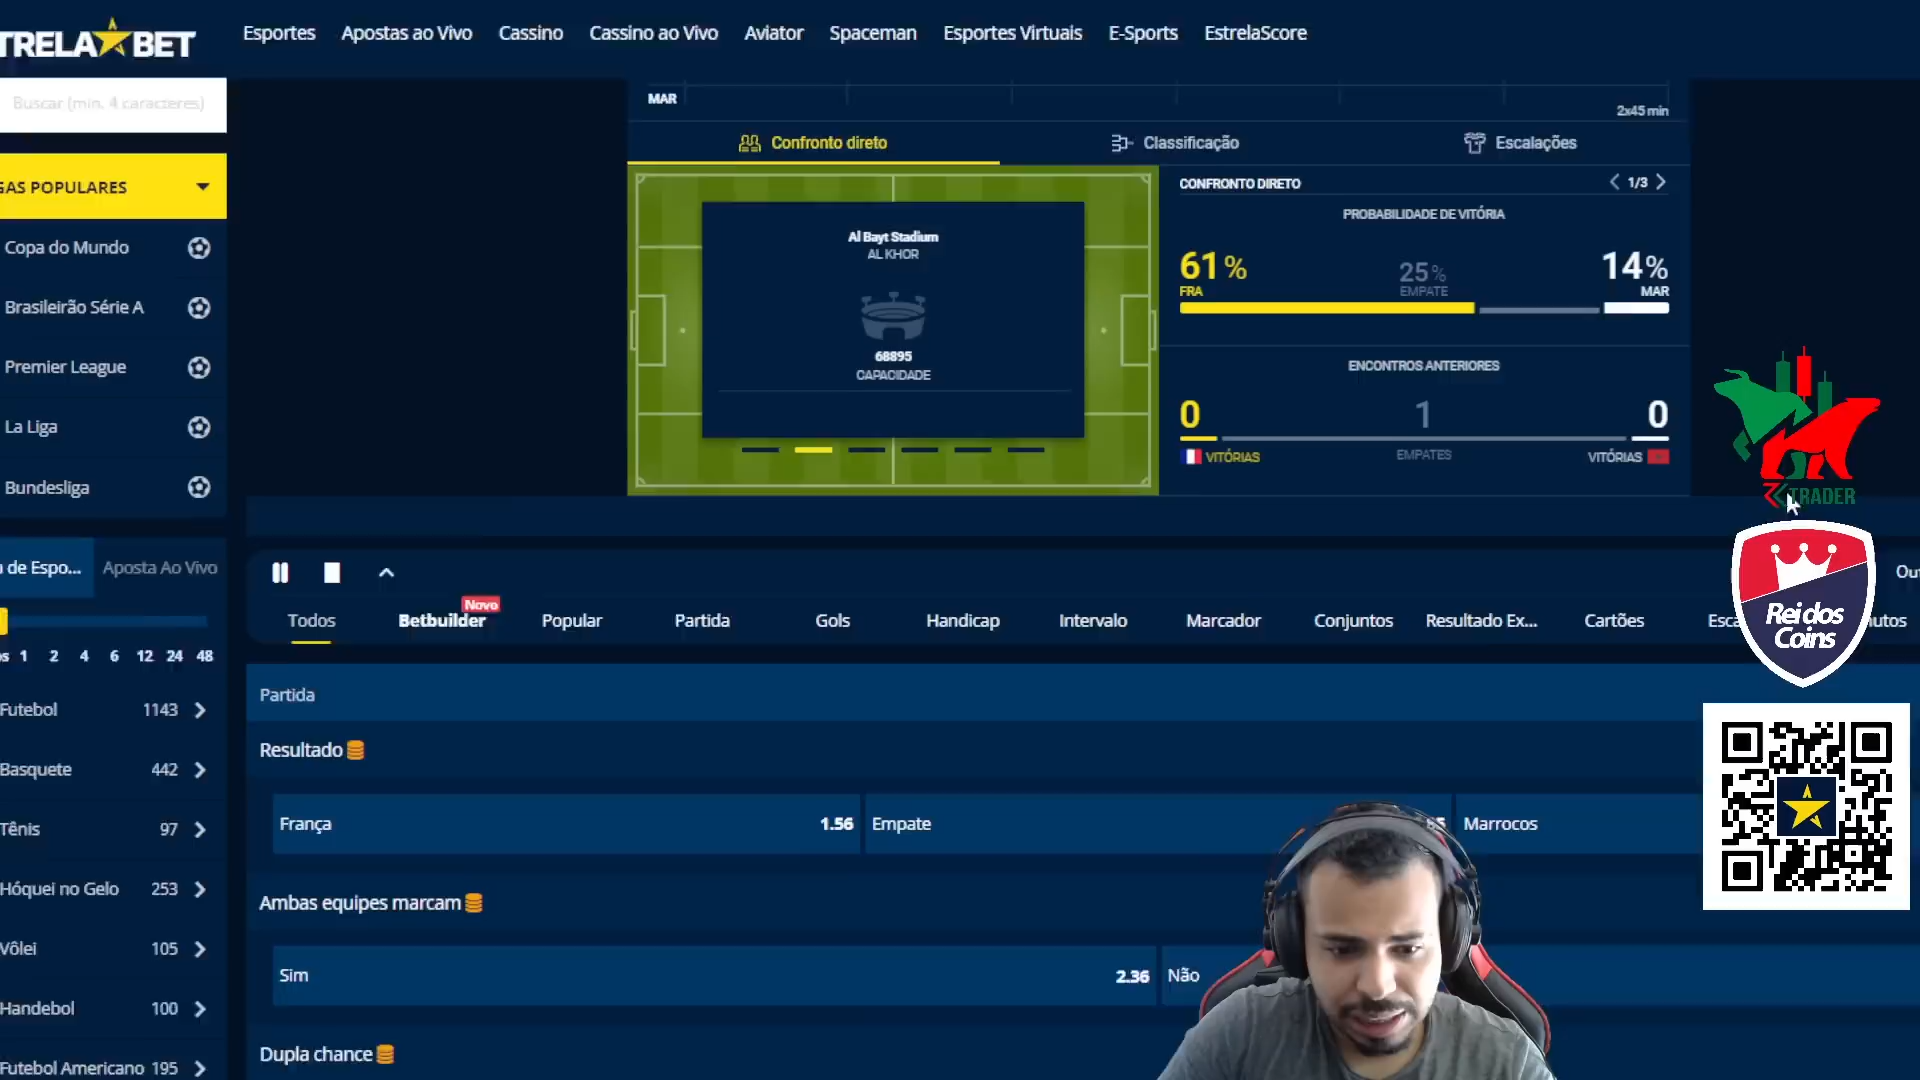 TRELA BET
Esportes
Apostas ao Vivo
Cassino
Cassino ao Vivo
Aviator
Spaceman
Esportes Virtuais
E-Sports
EstrelaScore
Buscar (min. 4 caracteres)
GAS POPULARES
Copa do Mundo
Brasileirão Série A
Premier League
La Liga
Bundesliga
a de Espo...
Aposta Ao Vivo
1 2 4 6 12 24 48
Futebol 1143
Basquete 442
Tênis 97
Hóquei no Gelo 253
Vôlei 105
Handebol 100
Futebol Americano 195
MAR
2x45 min
Confronto direto
Classificação
Escalações
Al Bayt Stadium
AL KHOR
68895
CAPACIDADE
CONFRONTO DIRETO
1/3
PROBABILIDADE DE VITÓRIA
61% 25% 14%
FRA EMPATE MAR
ENCONTROS ANTERIORES
0 1 0
VITÓRIAS EMPATES VITÓRIAS
TRADER
Rei dos
Coins
Out
Novo
Todos
Betbuilder
Popular
Partida
Gols
Handicap
Intervalo
Marcador
Conjuntos
Resultado Ex...
Cartões
Esca
nutos
Partida
Resultado
França 1.56
Empate
Marrocos
Ambas equipes marcam
Sim 2.36
Não
Dupla chance